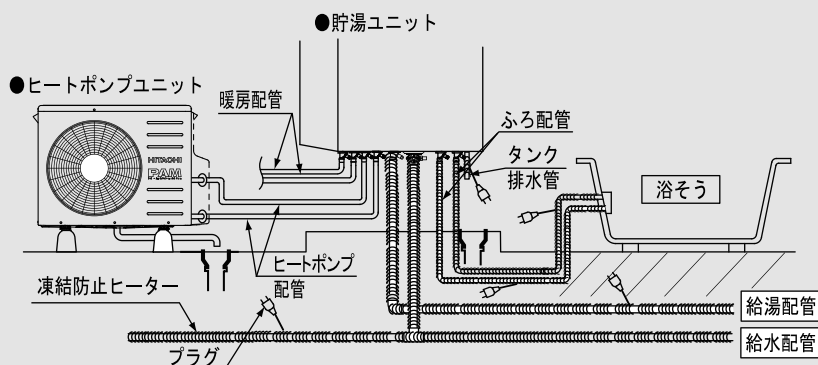 ●貯湯ユニット
●ヒートポンプユニット
暖房配管
ふろ配管
タンク
排水管
HITACHI
PAM
浴そう
ヒートポンプ
配管
凍結防止ヒーター
プラグ
給湯配管
給水配管